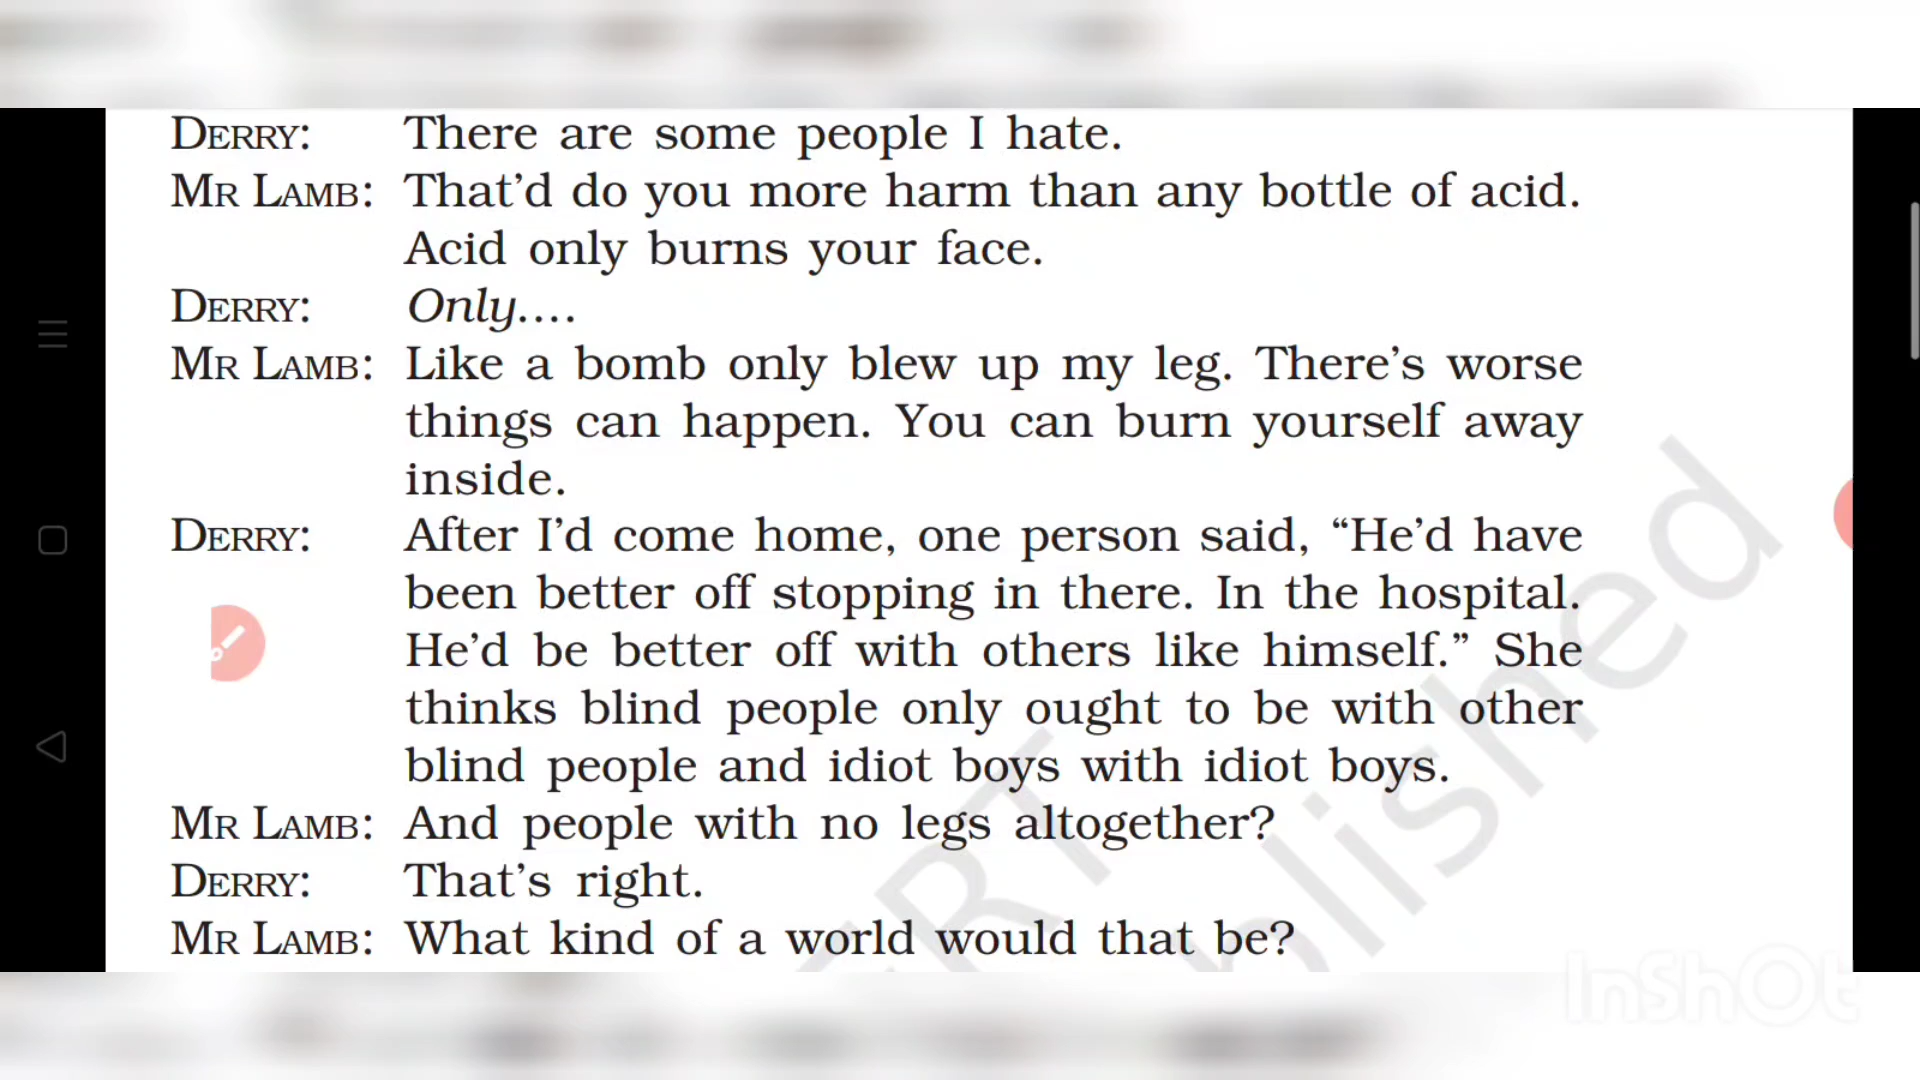 DERRY: There are some people I hate.
MR LAMB: That'd do you more harm than any bottle of acid.
Acid only burns your face.
DERRY: Only....
MR LAMB: Like a bomb only blew up my leg. There's worse
things can happen. You can burn yourself away
inside.
DERRY: After I'd come home, one person said, “He'd have
been better off stopping in there. In the hospital.
He'd be better off with others like himself.” She
thinks blind people only ought to be with other
blind people and idiot boys with idiot boys.
MR LAMB: And people with no legs altogether?
DERRY: That's right.
MR LAMB: What kind of a world would that be?
InShOt